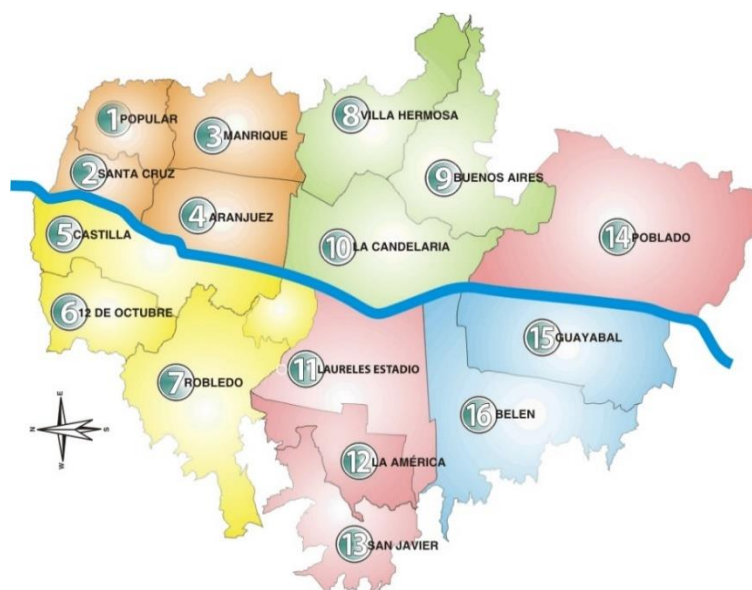 1 POPULAR
2 SANTA CRUZ
3 MANRIQUE
4 ARANJUEZ
5 CASTILLA
6 12 DE OCTUBRE
7 ROBLEDO
8 VILLA HERMOSA
9 BUENOS AIRES
10 LA CANDELARIA
11 LAURELES ESTADIO
12 LA AMÉRICA
13 SAN JAVIER
14 POBLADO
15 GUAYABAL
16 BELEN
E
N
S
W